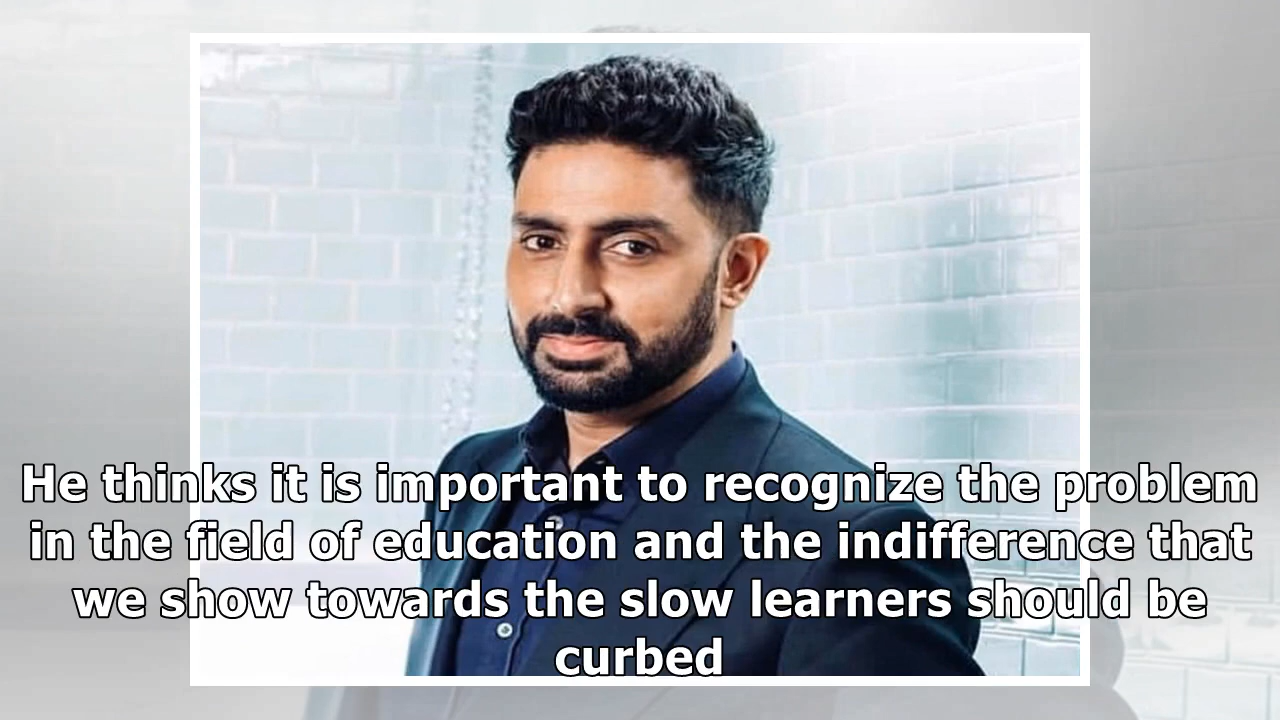 He thinks it is important to recognize the problem
in the field of education and the indifference that
we show towards the slow learners should be
curbed